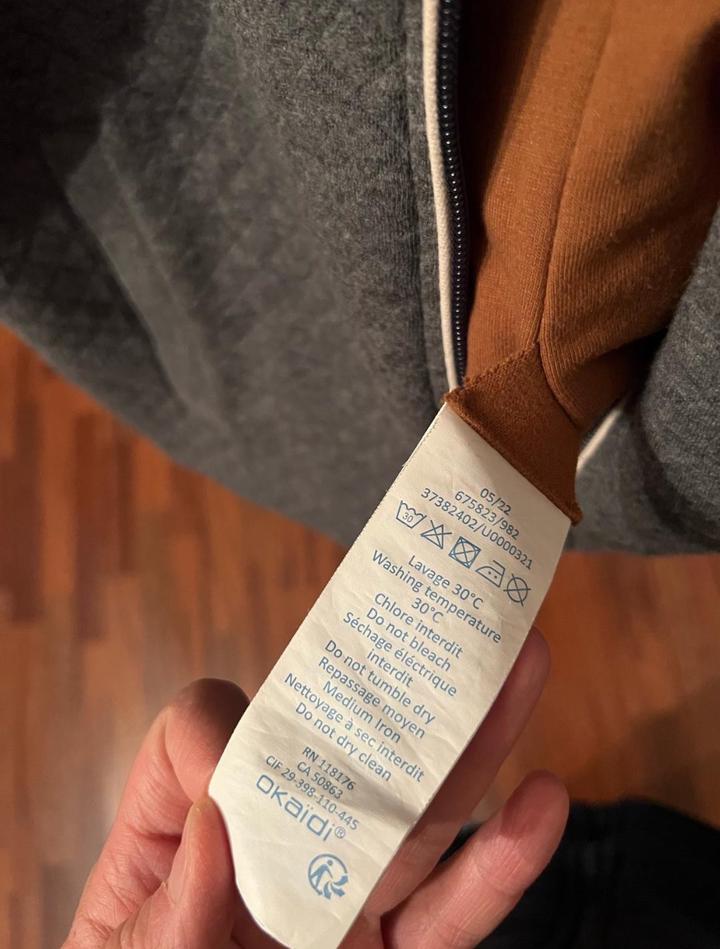 05/22
675823/982
37382402/U0000321
30
Lavage 30°C
Washing temperature
30°C
Chlore interdit
Do not bleach
Séchage éléctrique
interdit
Do not tumble dry
Repassage moyen
Medium Iron
Nettoyage à sec interdit
Do not dry clean
RN 118176
CA 50863
CIF 29-398-110-445
OKAÏDI®